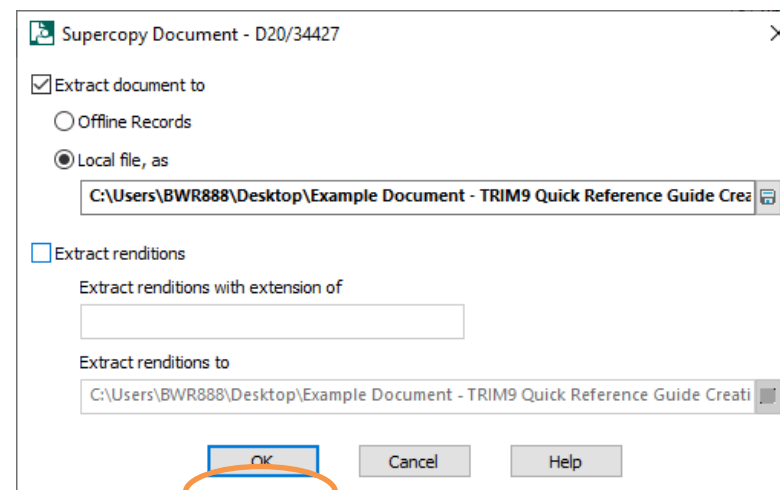 Supercopy Document - D20/34427
Extract document to
Offline Records
Local file, as
C:\Users\BWR888\Desktop\Example Document - TRIM9 Quick Reference Guide Crea
Extract renditions
Extract renditions with extension of
Extract renditions to
C:\Users\BWR888\Desktop\Example Document - TRIM9 Quick Reference Guide Creati
OK Cancel Help